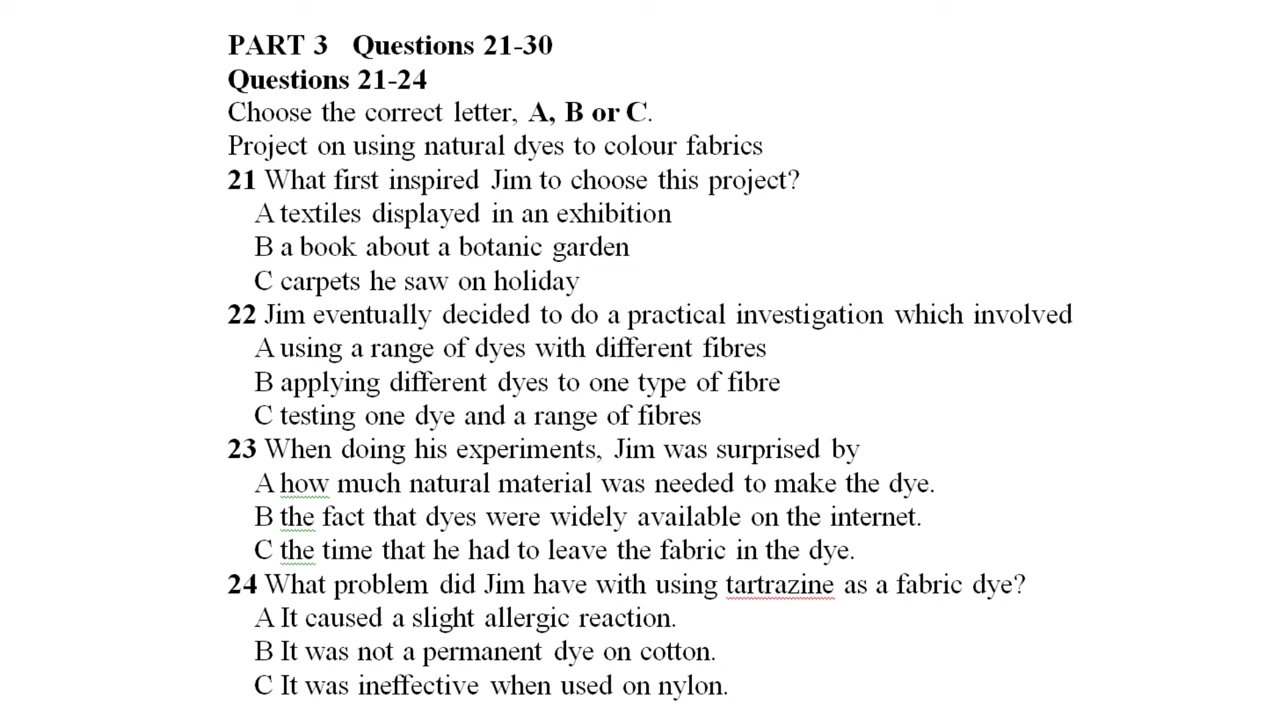 PART 3 Questions 21-30
Questions 21-24
Choose the correct letter, A, B or C.
Project on using natural dyes to colour fabrics
21 What first inspired Jim to choose this project?
A textiles displayed in an exhibition
B a book about a botanic garden
C carpets he saw on holiday
22 Jim eventually decided to do a practical investigation which involved
A using a range of dyes with different fibres
B applying different dyes to one type of fibre
C testing one dye and a range of fibres
23 When doing his experiments, Jim was surprised by
A how much natural material was needed to make the dye.
B the fact that dyes were widely available on the internet.
C the time that he had to leave the fabric in the dye.
24 What problem did Jim have with using tartrazine as a fabric dye?
A It caused a slight allergic reaction.
B It was not a permanent dye on cotton.
C It was ineffective when used on nylon.